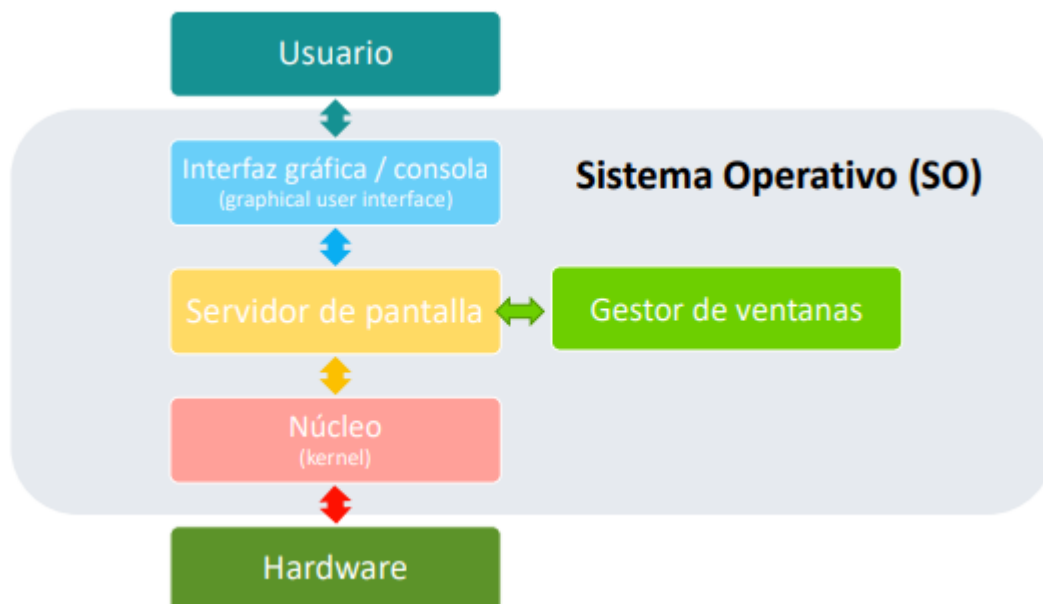 Usuario
Interfaz gráfica / consola
(graphical user interface)
Sistema Operativo (SO)
Servidor de pantalla
Gestor de ventanas
Núcleo
(kernel)
Hardware